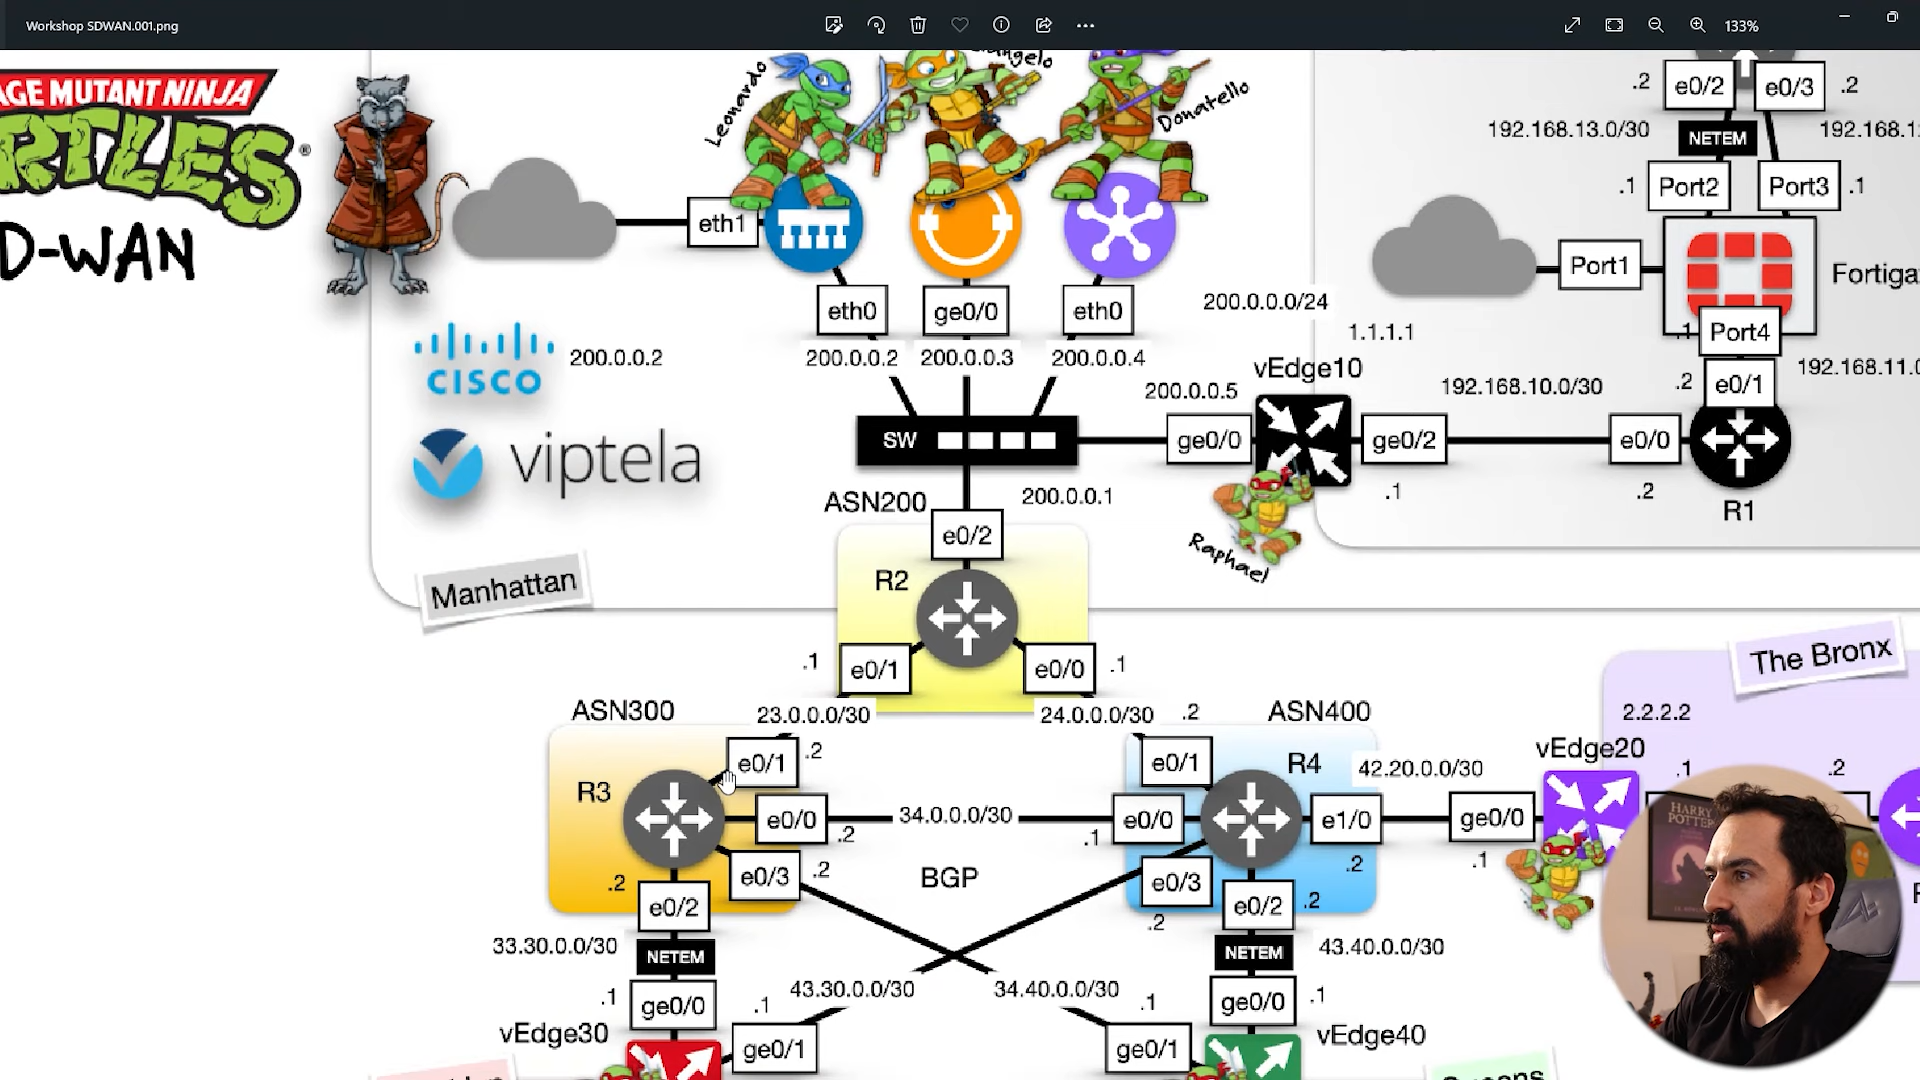 Workshop SDWAN.001.png
133%
AGE MUTANT NINJA
RTLES
®
D-WAN
Leonardo
Donatello
.2
e0/2
e0/3
.2
192.168.13.0/30
NETEM
.1
Port2
Port3
.1
eth1
Port1
eth0
ge0/0
eth0
200.0.0.0/24
1.1.1.1
.1
Port4
CISCO
200.0.0.2
200.0.0.2
200.0.0.3
200.0.0.4
vEdge10
200.0.0.5
192.168.10.0/30
.2
e0/1
viptela
SW
ge0/0
ge0/2
e0/0
.1
.2
R1
ASN200
200.0.0.1
e0/2
Raphael
Manhattan
R2
.1
e0/1
e0/0
.1
The Bronx
ASN300
23.0.0.0/30
24.0.0.0/30
.2
ASN400
2.2.2.2
vEdge20
e0/1
.2
e0/1
R4
42.20.0.0/30
.1
.2
R3
e0/0
.2
34.0.0.0/30
.1
e0/0
e1/0
.2
ge0/0
.1
HARRY
POTTER
e0/3
.2
BGP
e0/3
.2
.2
e0/2
e0/2
.2
33.30.0.0/30
NETEM
NETEM
43.40.0.0/30
43.30.0.0/30
34.40.0.0/30
.1
ge0/0
.1
.1
ge0/0
.1
vEdge30
ge0/1
ge0/1
vEdge40